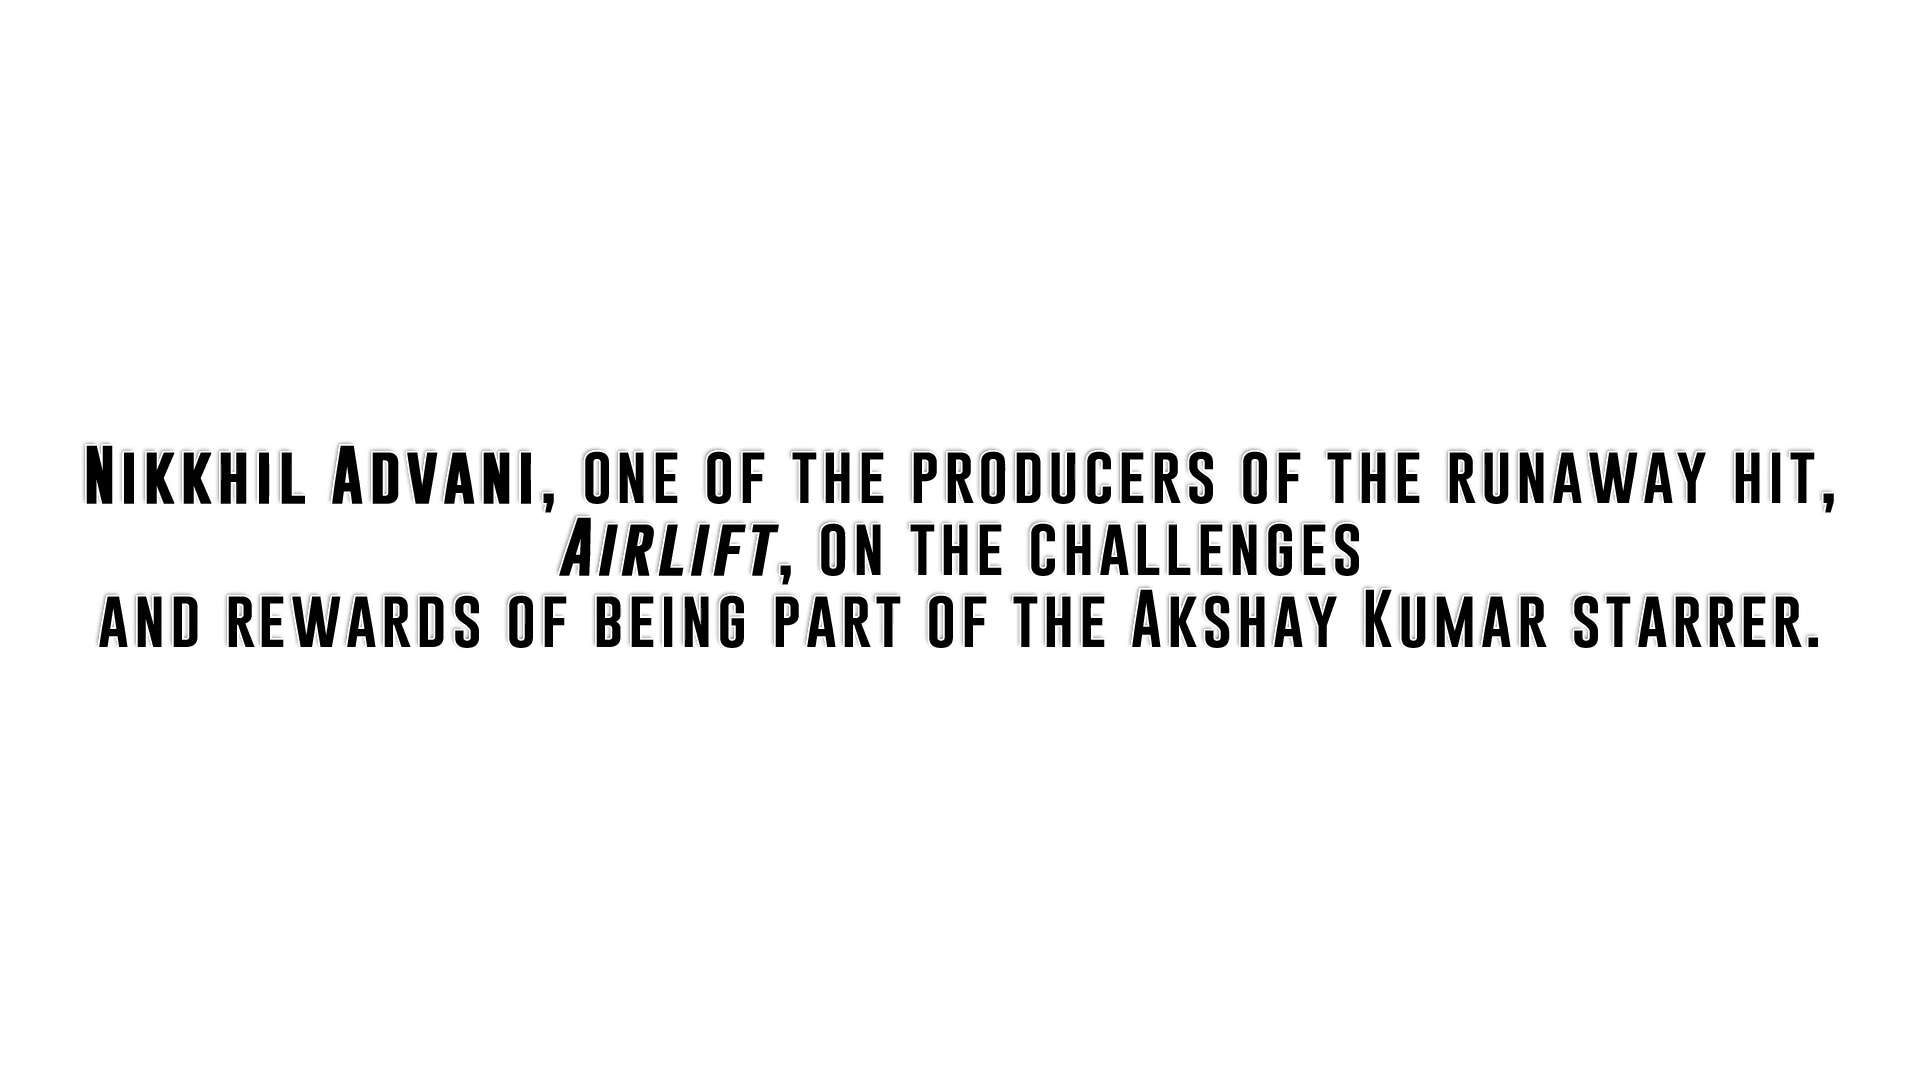 Nikkhil Advani, one of the producers of the runaway hit,
Airlift, on the challenges
and rewards of being part of the Akshay Kumar starrer.